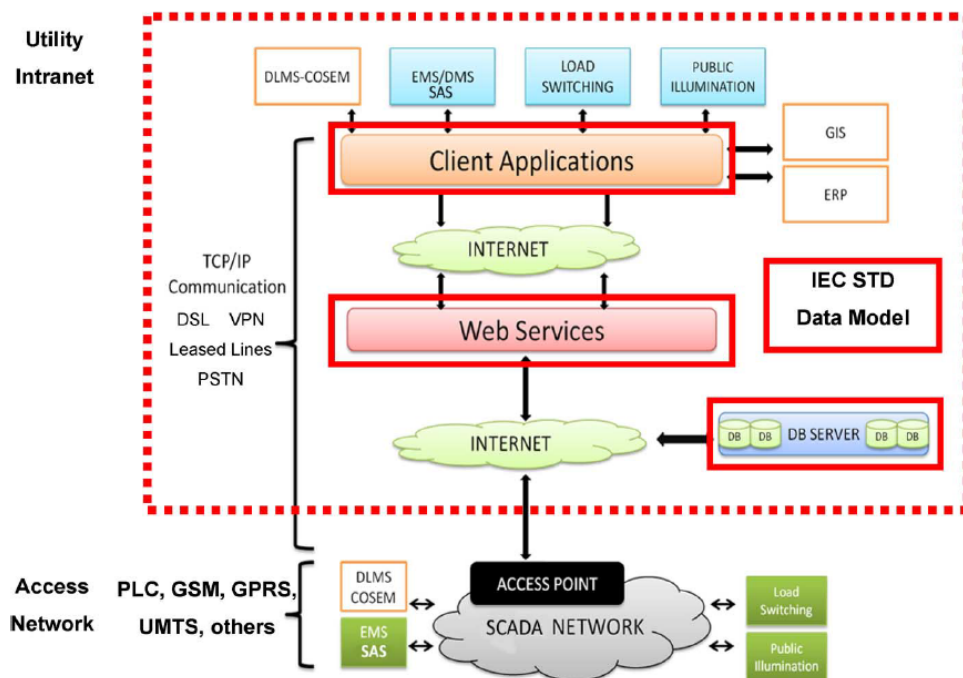 Utility
Intranet
DLMS-COSEM
EMS/DMS
SAS
LOAD
SWITCHING
PUBLIC
ILLUMINATION
Client Applications
GIS
ERP
INTERNET
TCP/IP
Communication
DSL VPN
Leased Lines
PSTN
IEC STD
Data Model
Web Services
INTERNET
DB DB DB SERVER DB DB
Access
Network
PLC, GSM, GPRS,
UMTS, others
DLMS
COSEM
EMS
SAS
ACCESS POINT
SCADA NETWORK
Load
Switching
Public
Illumination